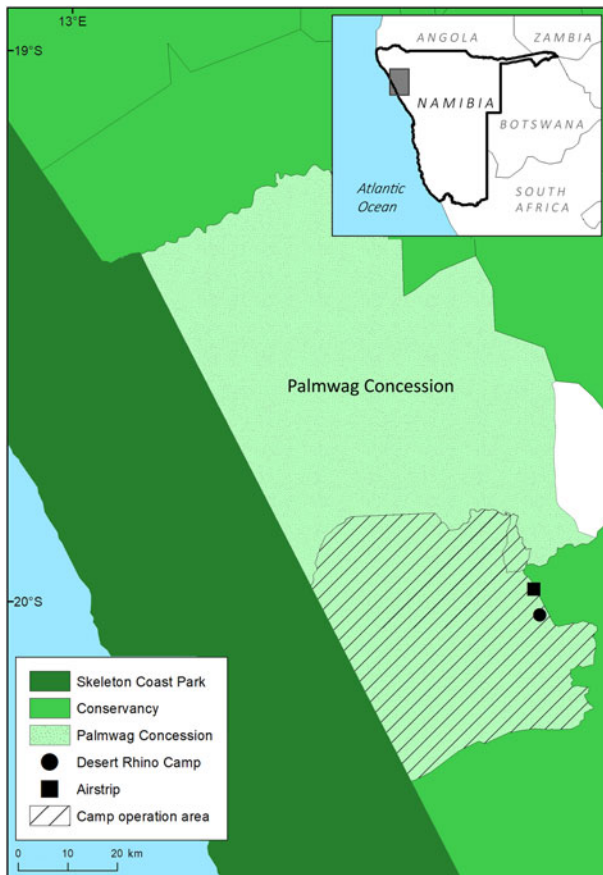 13°E
19°S
ANGOLA
ZAMBIA
NAMIBIA
BOTSWANA
Atlantic
Ocean
SOUTH
AFRICA
Palmwag Concession
20°S
Skeleton Coast Park
Conservancy
Palmwag Concession
Desert Rhino Camp
Airstrip
Camp operation area
0 10 20 km